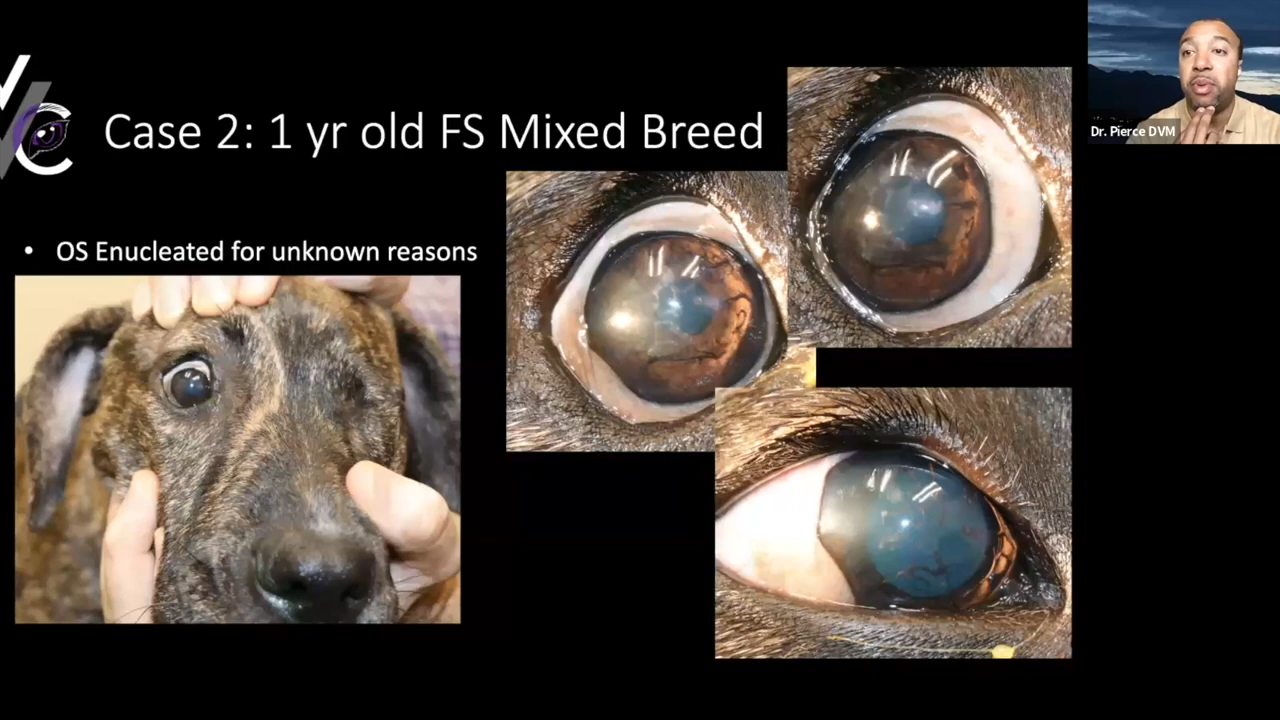 Case 2: 1 yr old FS Mixed Breed
• OS Enucleated for unknown reasons
Dr. Pierce DVM